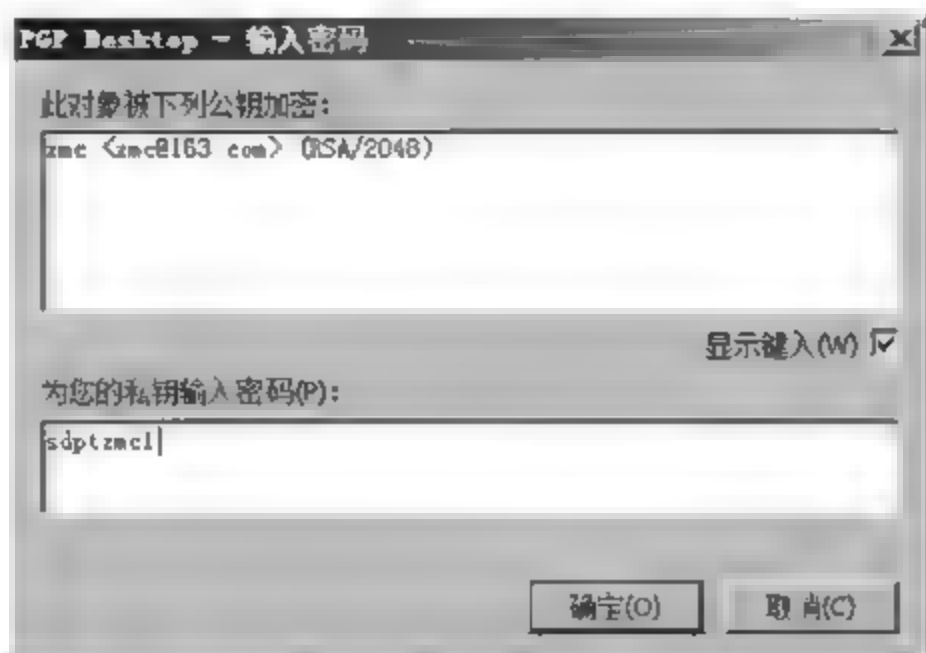 PGP Desktop - 输入密码
此对象被下列公钥加密:
zmc <zmc@163 com> (RSA/2048)
显示键入(W)
为您的私钥输入密码(P):
sdptzmcl
确定(O)
取消(C)